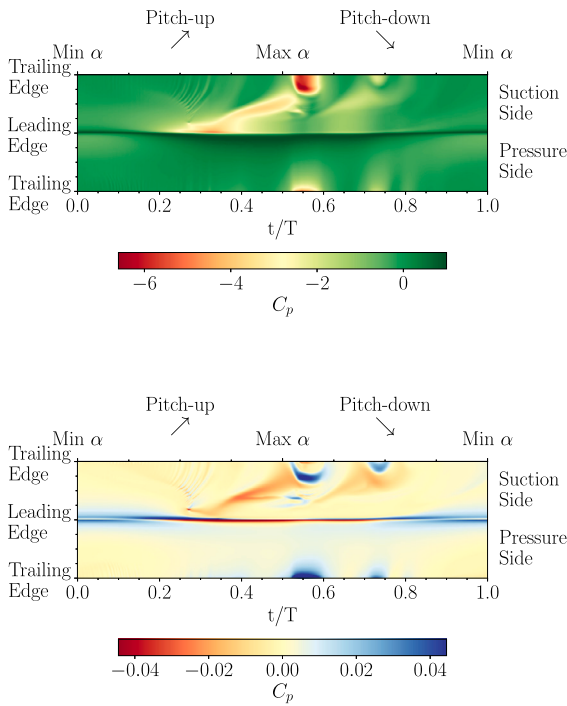 Pitch-up Pitch-down
Min α Max α Min α
Trailing
Edge
Suction
Side
Leading
Edge
Pressure
Side
Trailing
Edge
0.0 0.2 0.4 0.6 0.8 1.0
t/T
−6 −4 −2 0
Cp
Pitch-up Pitch-down
Min α Max α Min α
Trailing
Edge
Suction
Side
Leading
Edge
Pressure
Side
Trailing
Edge
0.0 0.2 0.4 0.6 0.8 1.0
t/T
−0.04 −0.02 0.00 0.02 0.04
Cp